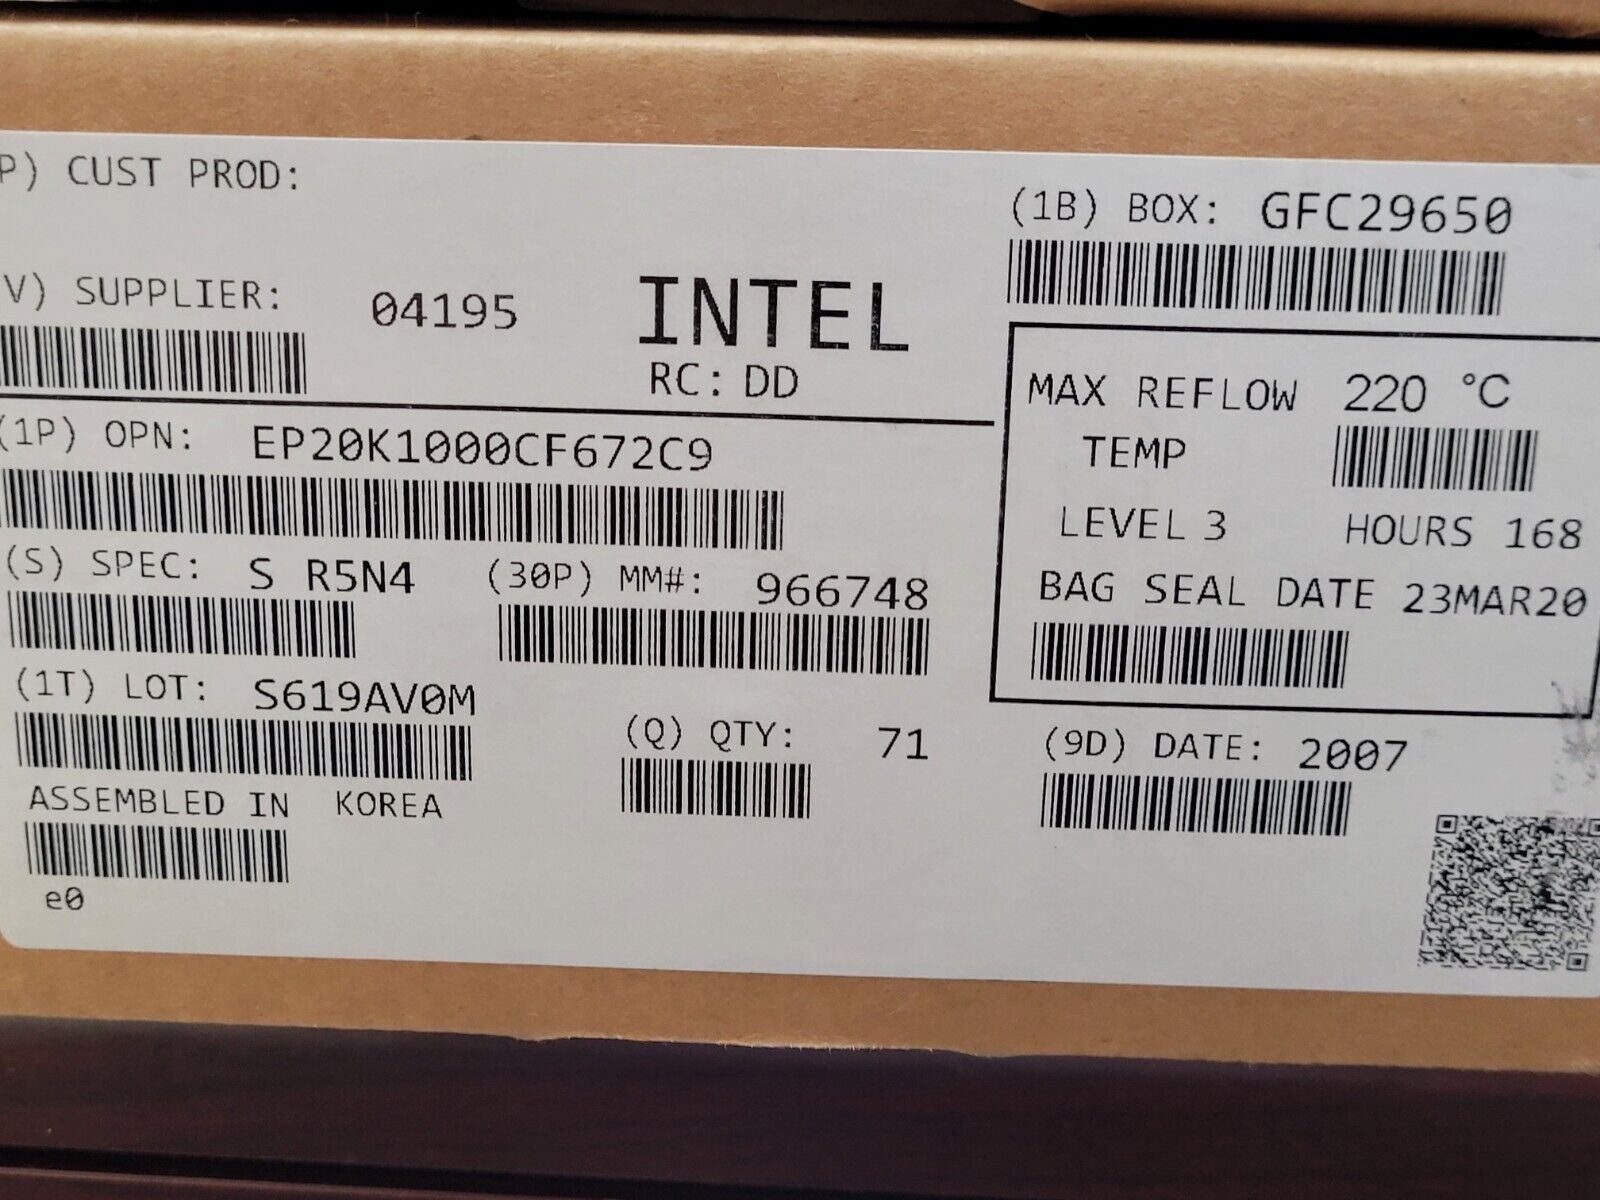 P) CUST PROD:
(1B) BOX: GFC29650
V) SUPPLIER: 04195
INTEL
RC: DD
MAX REFLOW 220 °C
TEMP
LEVEL 3 HOURS 168
BAG SEAL DATE 23MAR20
(1P) OPN: EP20K1000CF672C9
(S) SPEC: S R5N4
(30P) MM#: 966748
(1T) LOT: S619AV0M
(Q) QTY: 71
(9D) DATE: 2007
ASSEMBLED IN KOREA
e0